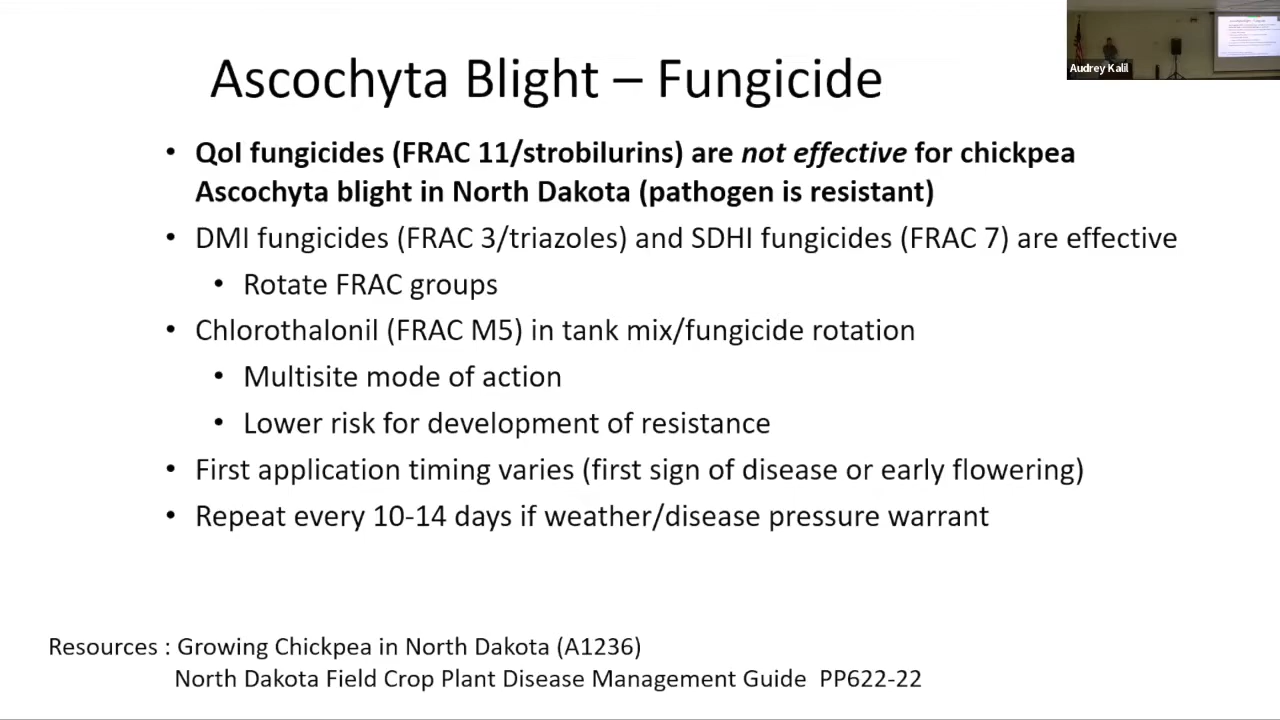 Audrey Kalil
Ascochyta Blight – Fungicide
• QoI fungicides (FRAC 11/strobilurins) are not effective for chickpea
Ascochyta blight in North Dakota (pathogen is resistant)
• DMI fungicides (FRAC 3/triazoles) and SDHI fungicides (FRAC 7) are effective
• Rotate FRAC groups
• Chlorothalonil (FRAC M5) in tank mix/fungicide rotation
• Multisite mode of action
• Lower risk for development of resistance
• First application timing varies (first sign of disease or early flowering)
• Repeat every 10-14 days if weather/disease pressure warrant
Resources : Growing Chickpea in North Dakota (A1236)
North Dakota Field Crop Plant Disease Management Guide PP622-22